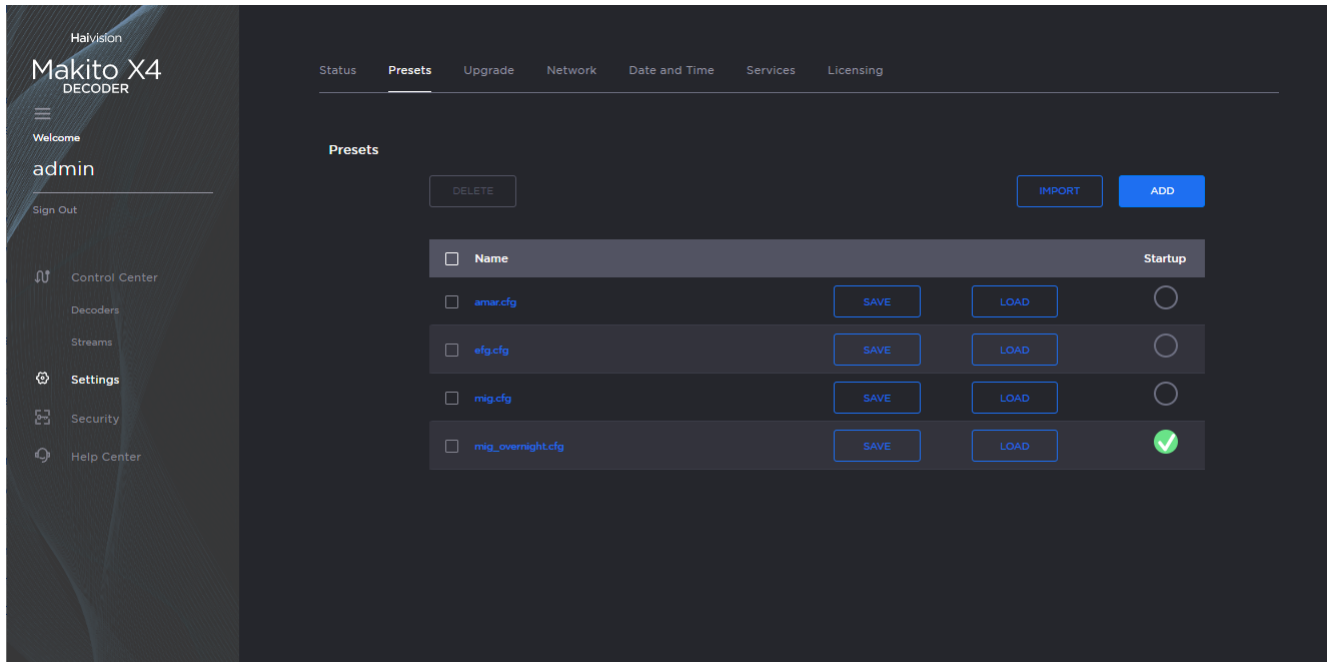 Haivision
Makito X4
DECODER
Welcome
admin
Sign Out
Control Center
Decoders
Streams
Settings
Security
Help Center
Status Presets Upgrade Network Date and Time Services Licensing
Presets
DELETE IMPORT ADD
Name Startup
amar.cfg SAVE LOAD
efg.cfg SAVE LOAD
mig.cfg SAVE LOAD
mig_overnight.cfg SAVE LOAD